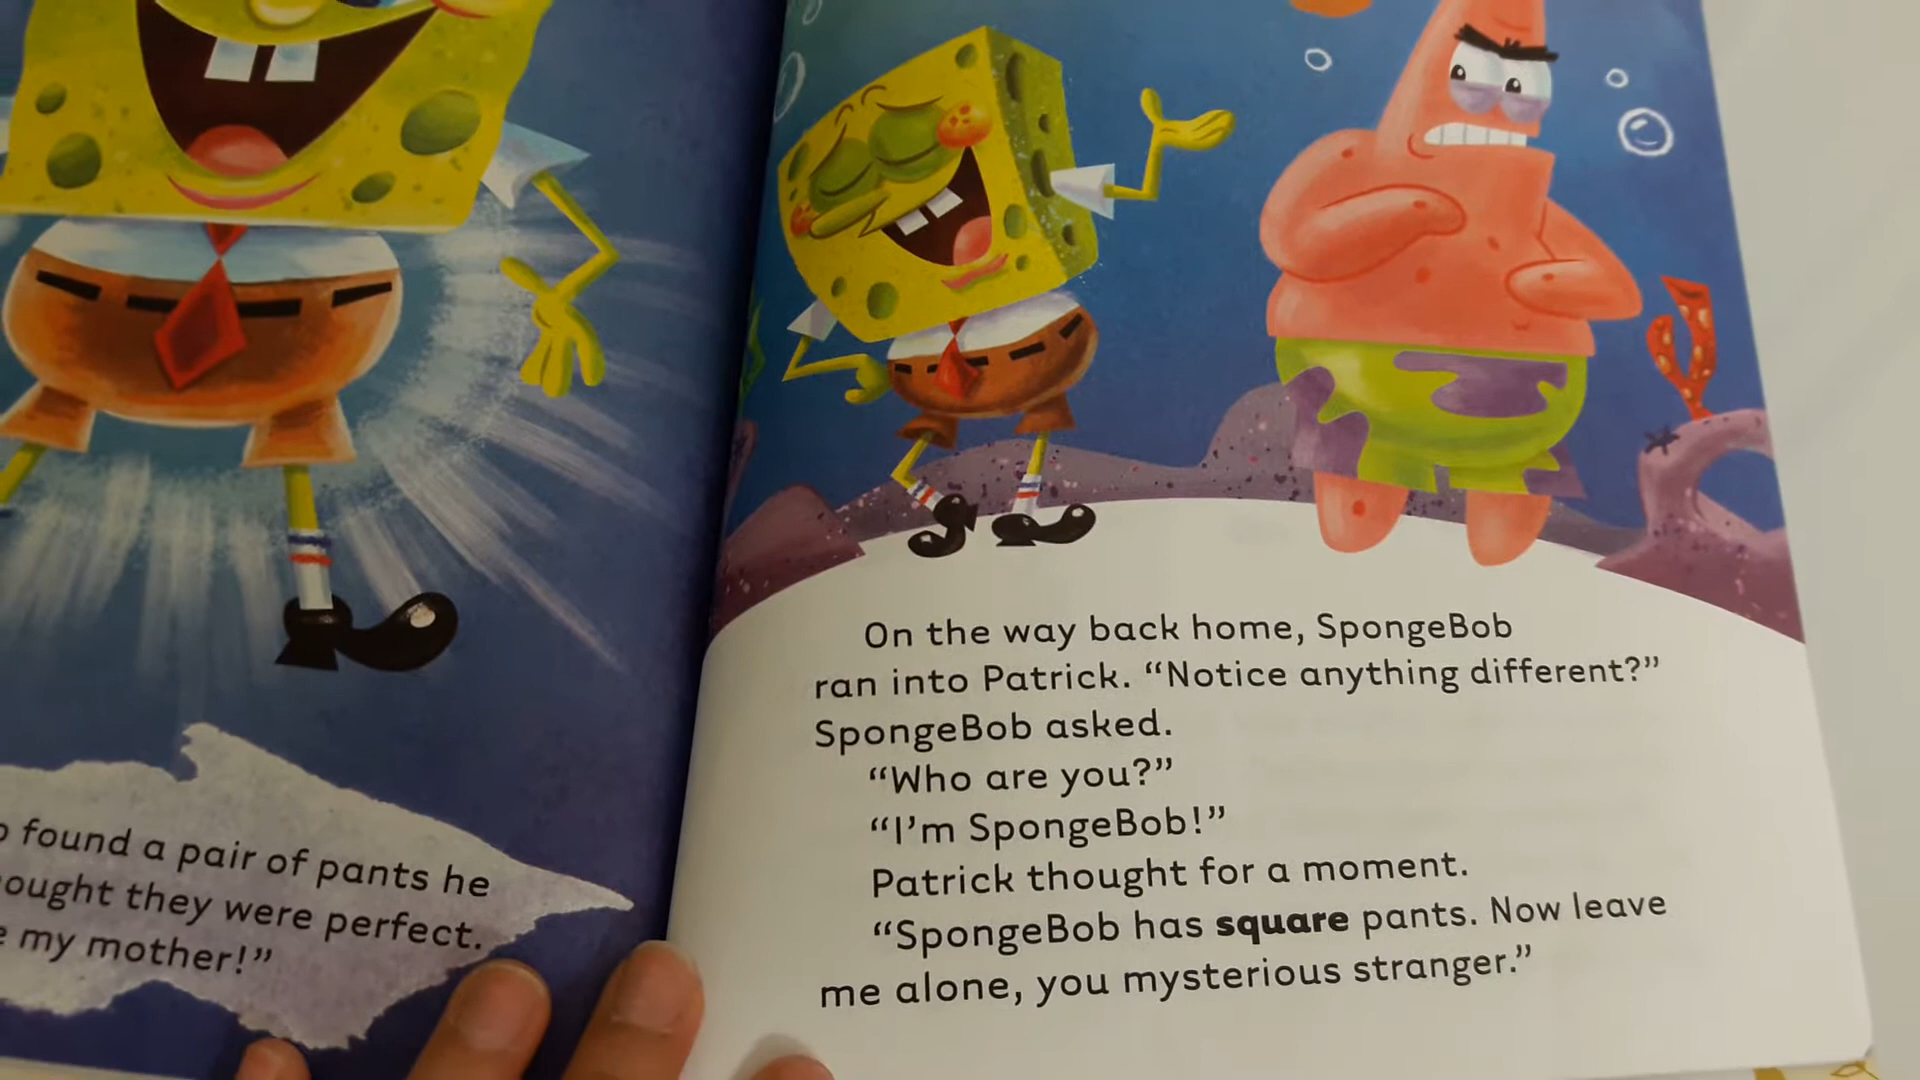 found a pair of pants he
ought they were perfect.
my mother!”
On the way back home, SpongeBob
ran into Patrick. “Notice anything different?”
SpongeBob asked.
“Who are you?”
“I’m SpongeBob!”
Patrick thought for a moment.
“SpongeBob has square pants. Now leave
me alone, you mysterious stranger.”